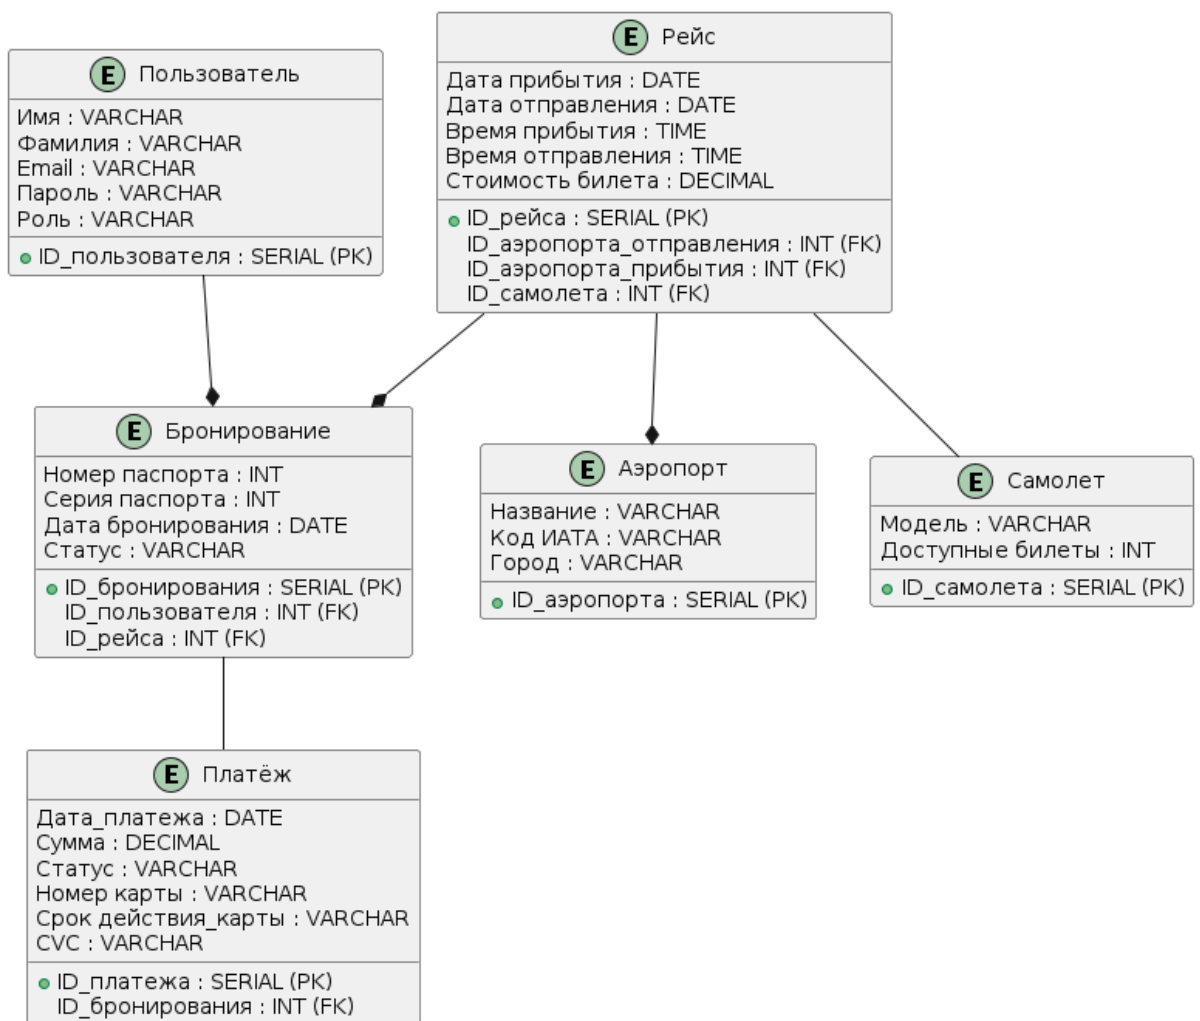 E Пользователь
Имя : VARCHAR
Фамилия : VARCHAR
Email : VARCHAR
Пароль : VARCHAR
Роль : VARCHAR
ID_пользователя : SERIAL (PK)
E Рейс
Дата прибытия : DATE
Дата отправления : DATE
Время прибытия : TIME
Время отправления : TIME
Стоимость билета : DECIMAL
ID_рейса : SERIAL (PK)
ID_аэропорта_отправления : INT (FK)
ID_аэропорта_прибытия : INT (FK)
ID_самолета : INT (FK)
E Бронирование
Номер паспорта : INT
Серия паспорта : INT
Дата бронирования : DATE
Статус : VARCHAR
ID_бронирования : SERIAL (PK)
ID_пользователя : INT (FK)
ID_рейса : INT (FK)
E Аэропорт
Название : VARCHAR
Код ИАТА : VARCHAR
Город : VARCHAR
ID_аэропорта : SERIAL (PK)
E Самолет
Модель : VARCHAR
Доступные билеты : INT
ID_самолета : SERIAL (PK)
E Платёж
Дата_платежа : DATE
Сумма : DECIMAL
Статус : VARCHAR
Номер карты : VARCHAR
Срок действия_карты : VARCHAR
CVC : VARCHAR
ID_платежа : SERIAL (PK)
ID_бронирования : INT (FK)